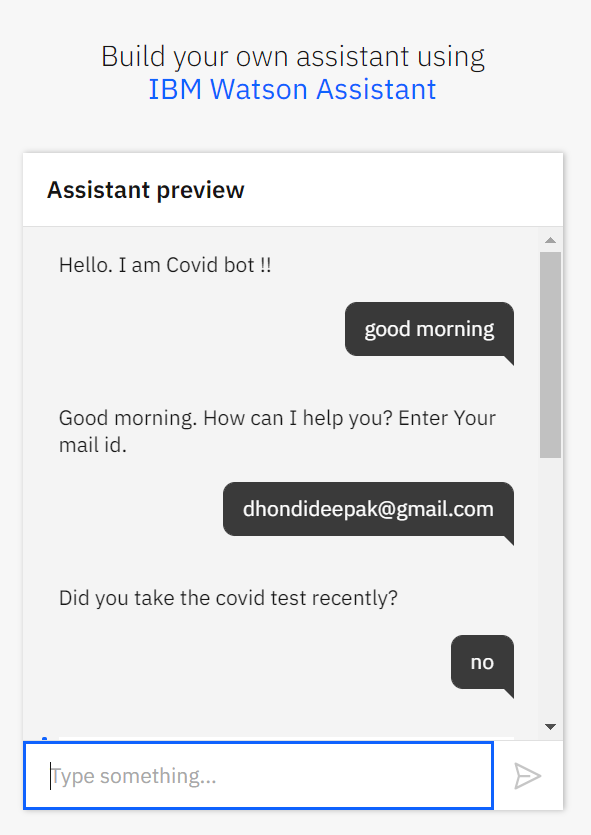 Build your own assistant using
IBM Watson Assistant
Assistant preview
Hello. I am Covid bot !!
good morning
Good morning. How can I help you? Enter Your
mail id.
dhondideepak@gmail.com
Did you take the covid test recently?
no
Type something...